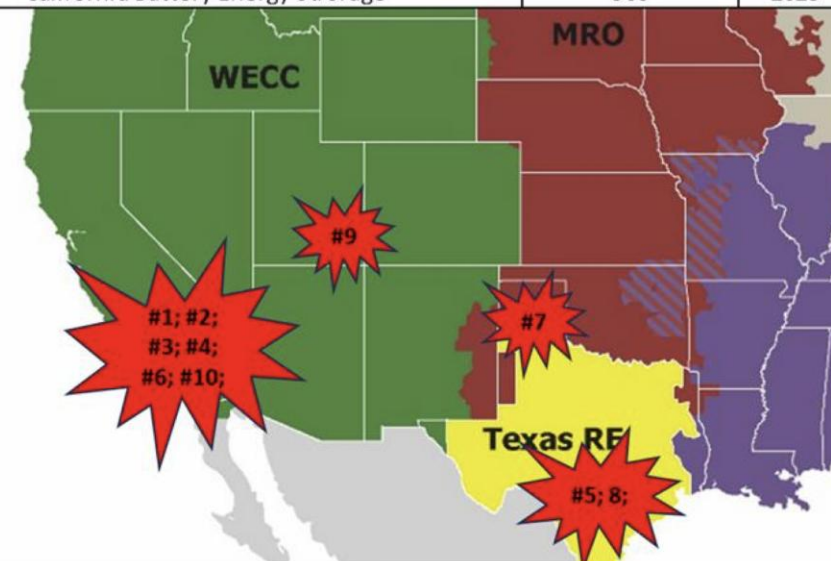 California Battery Energy Storage
MRO
WECC
#9
#1; #2;
#3; #4;
#6; #10;
#7
Texas RE
#5; 8;